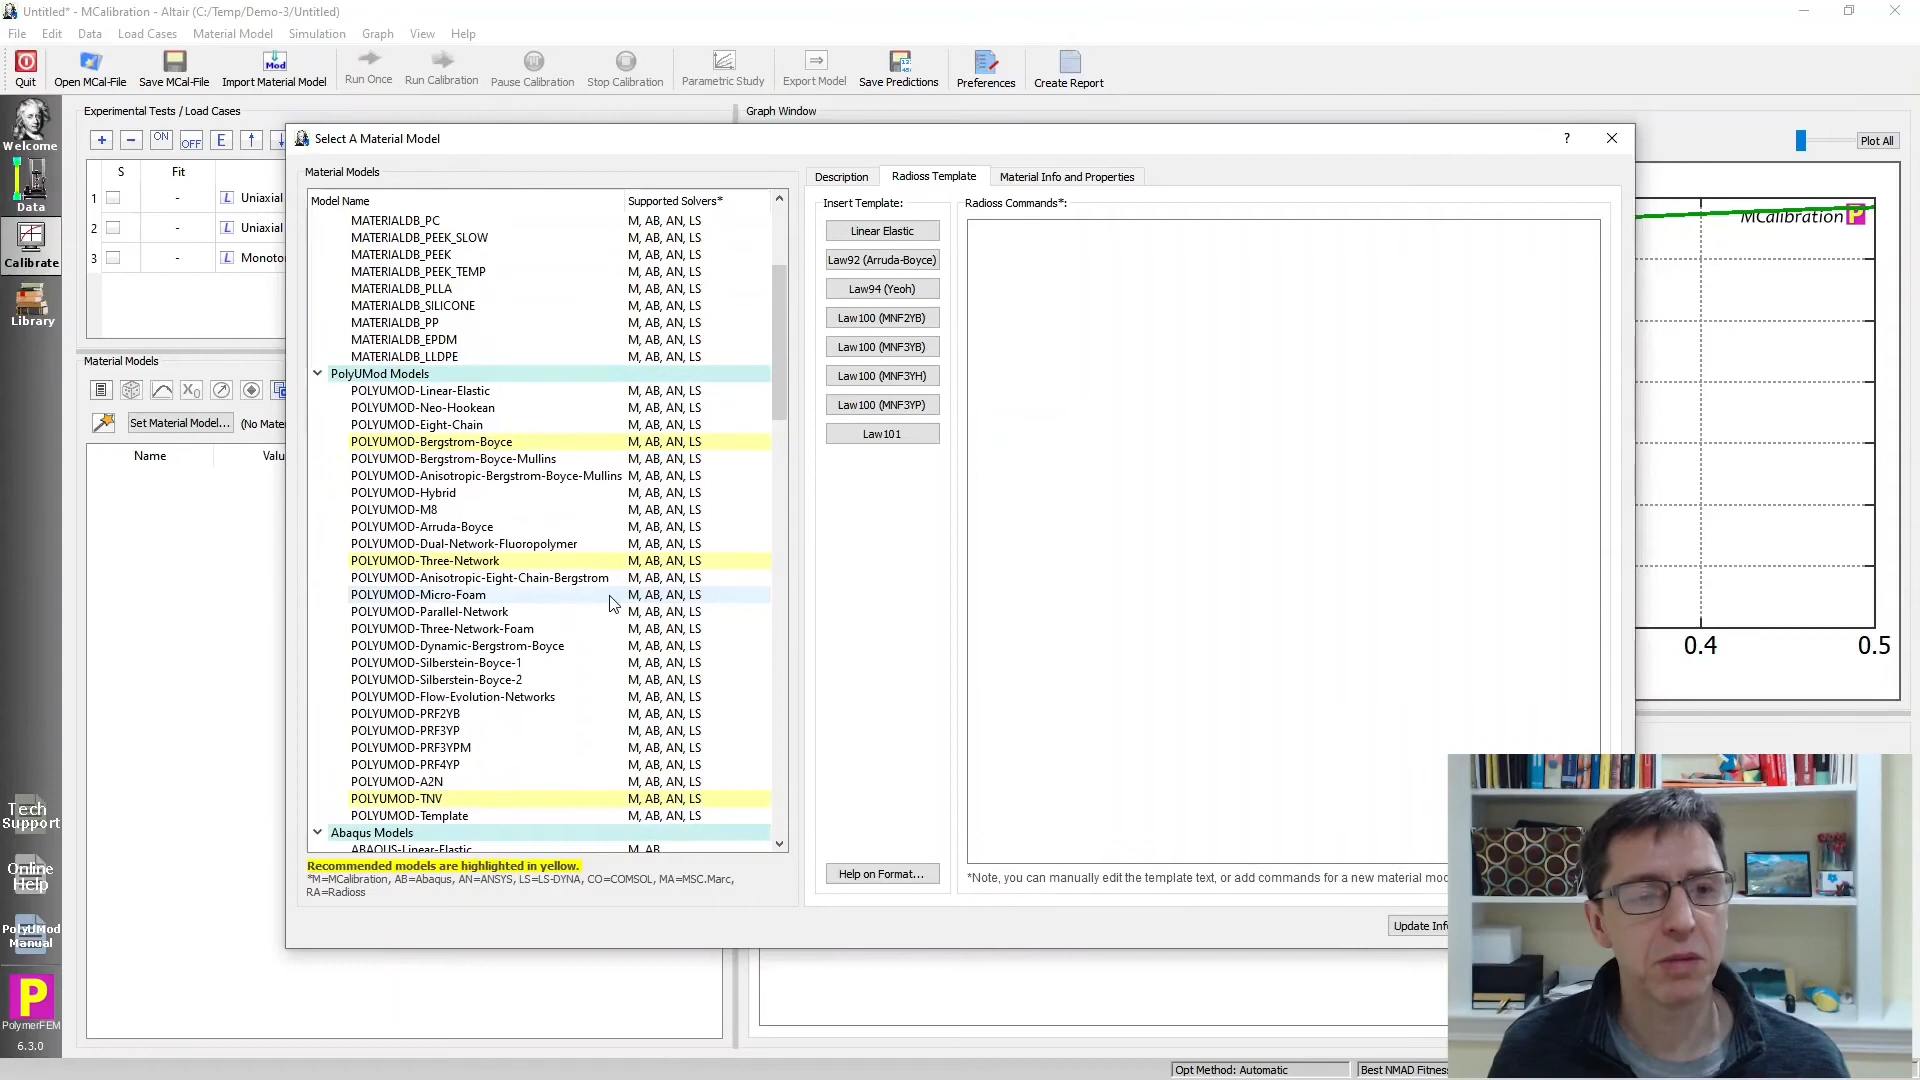 Untitled* - MCalibration - Altair (C:/Temp/Demo-3/Untitled)
File Edit Data Load Cases Material Model Simulation Graph View Help
Quit
Open MCal-File
Save MCal-File
Mod
Import Material Model
Run Once
Run Calibration
Pause Calibration
Stop Calibration
Parametric Study
Export Model
Save Predictions
Preferences
Create Report
Welcome
Data
Calibrate
Library
Tech Support
Online Help
PolyUMod Manual
P
PolymerFEM
6.3.0
Experimental Tests / Load Cases
+ - ON OFF E
S Fit
1 - L Uniaxial
2 - L Uniaxial
3 - L Monoto
Material Models
Set Material Model... (No Mate
Name Valu
Graph Window
Plot All
MCalibration P
0.4 0.5
Select A Material Model
? 
Material Models
Model Name Supported Solvers*
MATERIALDB_PC M, AB, AN, LS
MATERIALDB_PEEK_SLOW M, AB, AN, LS
MATERIALDB_PEEK M, AB, AN, LS
MATERIALDB_PEEK_TEMP M, AB, AN, LS
MATERIALDB_PLLA M, AB, AN, LS
MATERIALDB_SILICONE M, AB, AN, LS
MATERIALDB_PP M, AB, AN, LS
MATERIALDB_EPDM M, AB, AN, LS
MATERIALDB_LLDPE M, AB, AN, LS
PolyUMod Models
POLYUMOD-Linear-Elastic M, AB, AN, LS
POLYUMOD-Neo-Hookean M, AB, AN, LS
POLYUMOD-Eight-Chain M, AB, AN, LS
POLYUMOD-Bergstrom-Boyce M, AB, AN, LS
POLYUMOD-Bergstrom-Boyce-Mullins M, AB, AN, LS
POLYUMOD-Anisotropic-Bergstrom-Boyce-Mullins M, AB, AN, LS
POLYUMOD-Hybrid M, AB, AN, LS
POLYUMOD-M8 M, AB, AN, LS
POLYUMOD-Arruda-Boyce M, AB, AN, LS
POLYUMOD-Dual-Network-Fluoropolymer M, AB, AN, LS
POLYUMOD-Three-Network M, AB, AN, LS
POLYUMOD-Anisotropic-Eight-Chain-Bergstrom M, AB, AN, LS
POLYUMOD-Micro-Foam M, AB, AN, LS
POLYUMOD-Parallel-Network M, AB, AN, LS
POLYUMOD-Three-Network-Foam M, AB, AN, LS
POLYUMOD-Dynamic-Bergstrom-Boyce M, AB, AN, LS
POLYUMOD-Silberstein-Boyce-1 M, AB, AN, LS
POLYUMOD-Silberstein-Boyce-2 M, AB, AN, LS
POLYUMOD-Flow-Evolution-Networks M, AB, AN, LS
POLYUMOD-PRF2YB M, AB, AN, LS
POLYUMOD-PRF3YP M, AB, AN, LS
POLYUMOD-PRF3YPM M, AB, AN, LS
POLYUMOD-PRF4YP M, AB, AN, LS
POLYUMOD-A2N M, AB, AN, LS
POLYUMOD-TNV M, AB, AN, LS
POLYUMOD-Template M, AB, AN, LS
Abaqus Models
ABAQUS-Linear-Elastic M, AB
Recommended models are highlighted in yellow.
*M=MCalibration, AB=Abaqus, AN=ANSYS, LS=LS-DYNA, CO=COMSOL, MA=MSC.Marc,
RA=Radioss
Description Radioss Template Material Info and Properties
Insert Template:
Linear Elastic
Law92 (Arruda-Boyce)
Law94 (Yeoh)
Law100 (MNF2YB)
Law100 (MNF3YB)
Law100 (MNF3YH)
Law100 (MNF3YP)
Law101
Help on Format...
Radioss Commands*:
*Note, you can manually edit the template text, or add commands for a new material mo
Update Inf
Opt Method: Automatic
Best NMAD Fitness